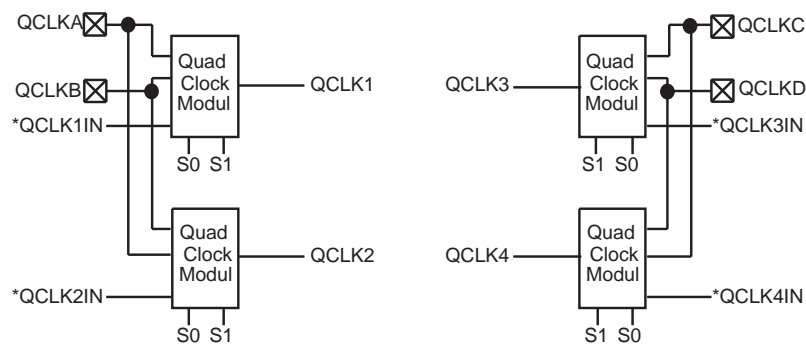 QCLKA
QCLKB
*QCLK1IN
Quad
Clock
Modul
QCLK1
S0 S1
QCLK3
Quad
Clock
Modul
QCLKC
QCLKD
*QCLK3IN
S1 S0
*QCLK2IN
Quad
Clock
Modul
QCLK2
S0 S1
QCLK4
Quad
Clock
Modul
*QCLK4IN
S1 S0